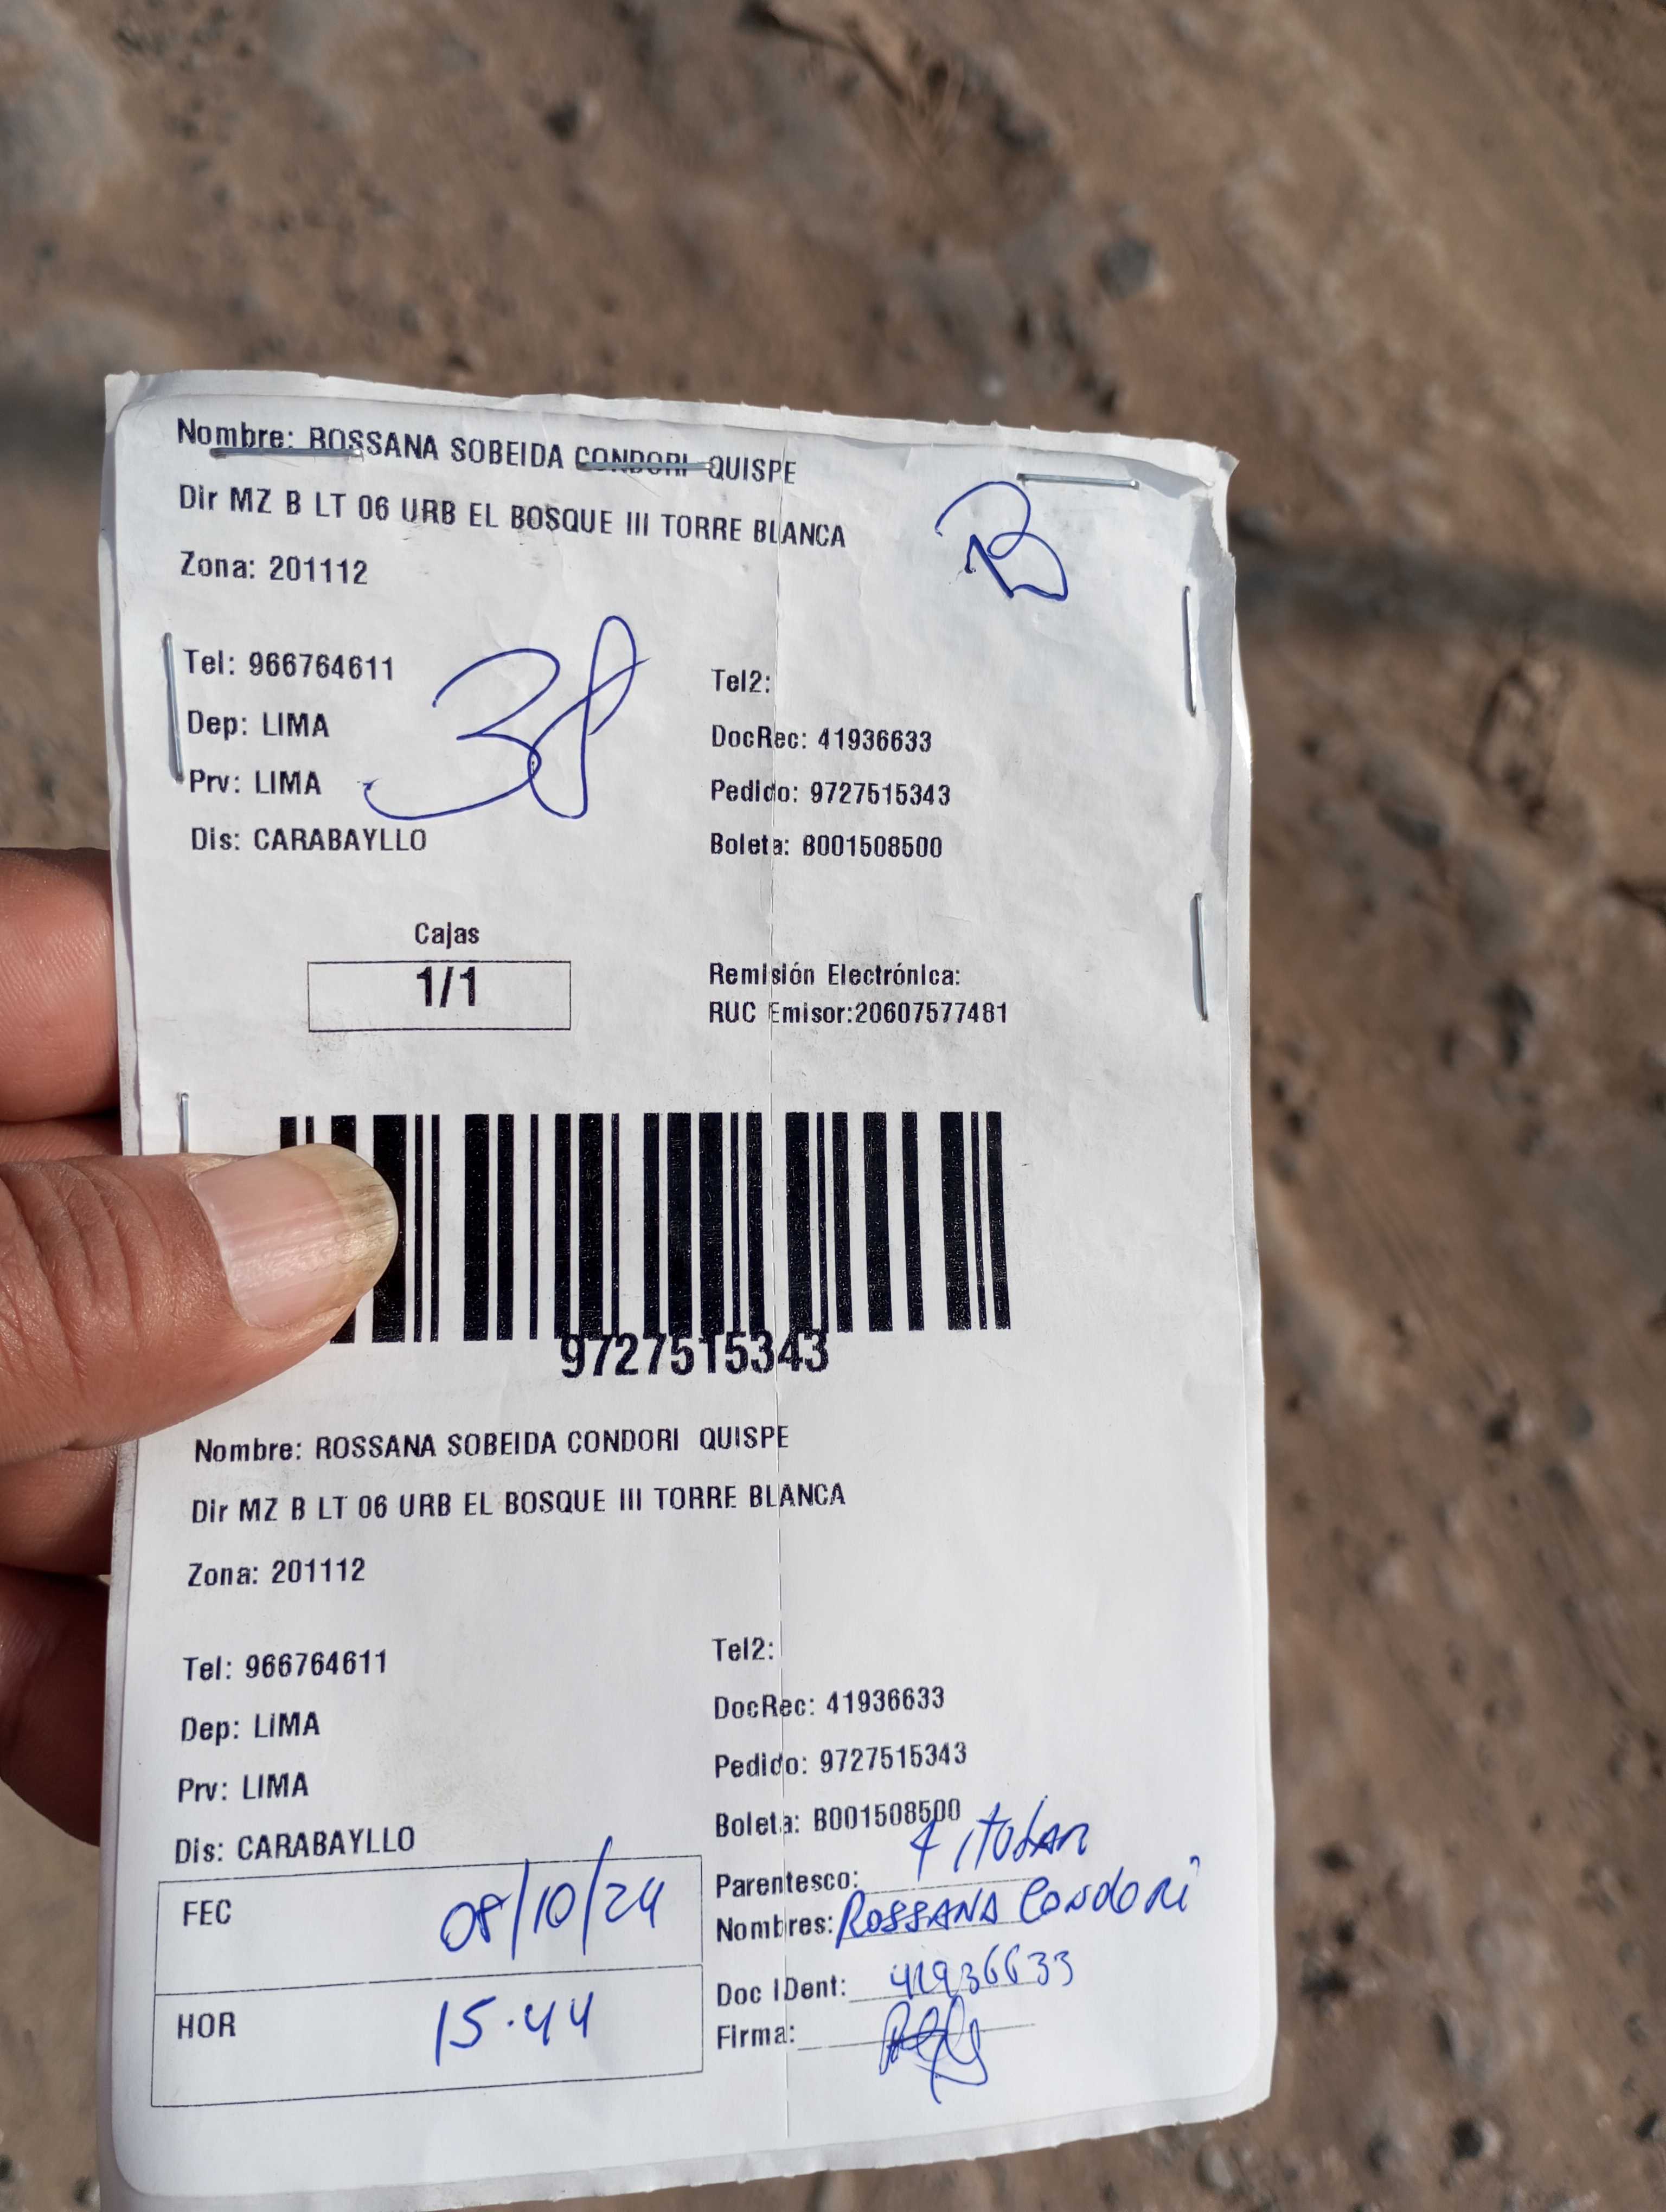 Nombre: ROSSANA SOBEIDA CONDORI QUISPE
Dir MZ B LT 06 URB EL BOSQUE III TORRE BLANCA
Zona: 201112
Tel: 966764611
Tel2:
38
Dep: LIMA
DocRec: 41936633
Prv: LIMA
Pedido: 9727515343
Dis: CARABAYLLO
Boleta: B001508500
Cajas
1/1
Remisión Electrónica:
RUC Emisor:20607577481
9727515343
Nombre: ROSSANA SOBEIDA CONDORI QUISPE
Dir MZ B LT 06 URB EL BOSQUE III TORRE BLANCA
Zona: 201112
Tel: 966764611
Tel2:
Dep: LIMA
DocRec: 41936633
Prv: LIMA
Pedido: 9727515343
Dis: CARABAYLLO
Boleta: B001508500
FEC 08/10/24
HOR 15.44
Parentesco: titular
Nombres: ROSSANA Condori
Doc IDent: 41936633
Firma: